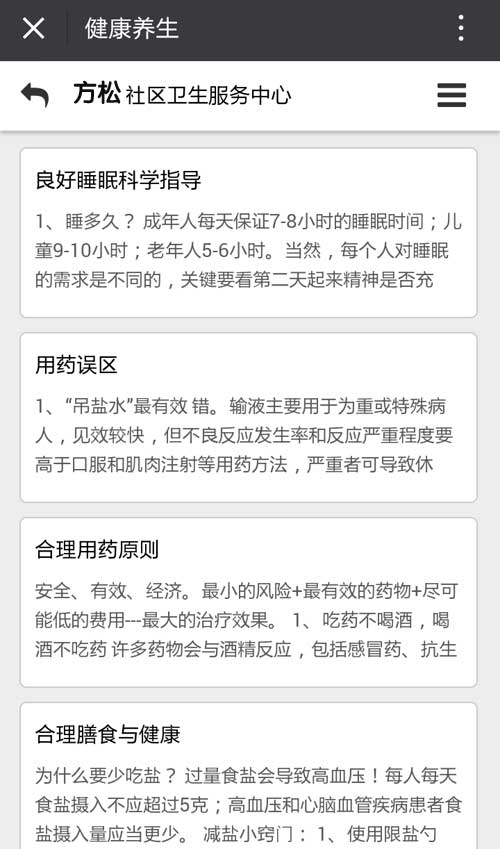 健康养生
方松 社区卫生服务中心
良好睡眠科学指导
1、睡多久？ 成年人每天保证7-8小时的睡眠时间；儿
童9-10小时；老年人5-6小时。当然，每个人对睡眠
的需求是不同的，关键要看第二天起来精神是否充
用药误区
1、“吊盐水”最有效 错。输液主要用于为重或特殊病
人，见效较快，但不良反应发生率和反应严重程度要
高于口服和肌肉注射等用药方法，严重者可导致休
合理用药原则
安全、有效、经济。最小的风险+最有效的药物+尽可
能低的费用---最大的治疗效果。 1、吃药不喝酒，喝
酒不吃药 许多药物会与酒精反应，包括感冒药、抗生
合理膳食与健康
为什么要少吃盐？ 过量食盐会导致高血压！每人每天
食盐摄入不应超过5克；高血压和心脑血管疾病患者食
盐摄入量应当更少。 减盐小窍门： 1、使用限盐勺